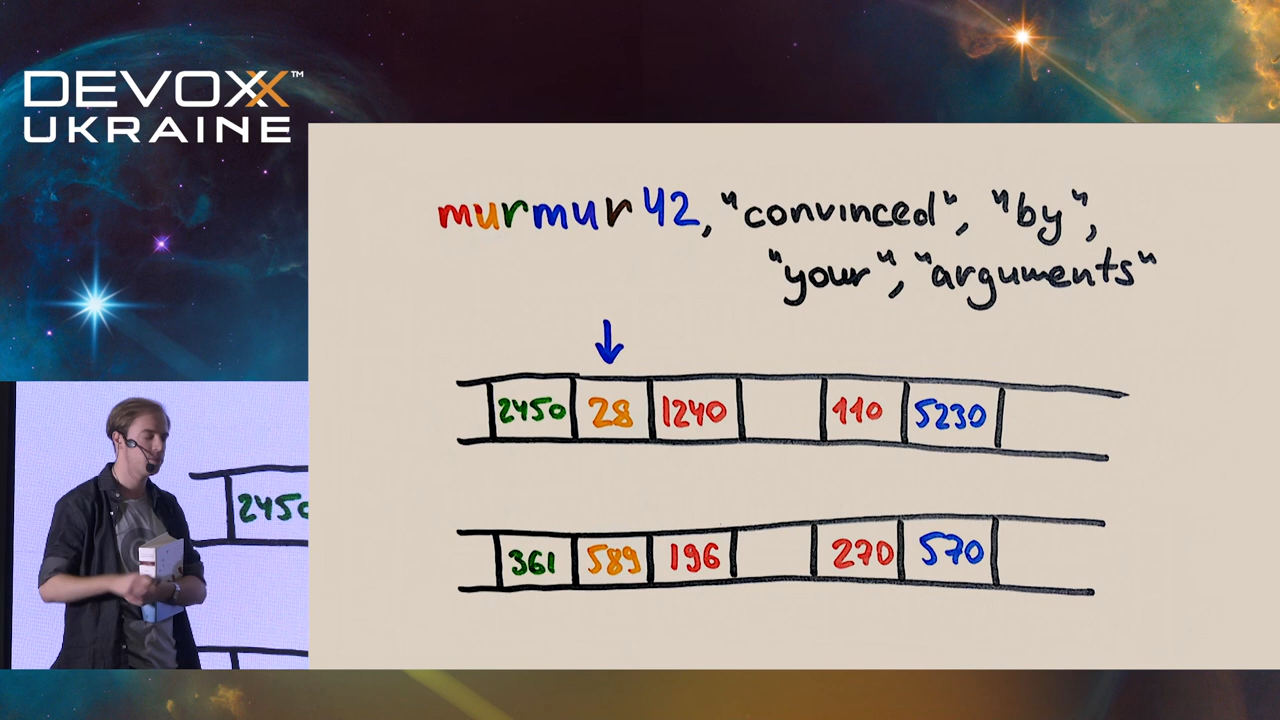 DEVOXX™
UKRAINE
murmur42, "convinced", "by",
"your", "arguments"
2450 28 1240 110 5230
361 589 196 270 570
2450